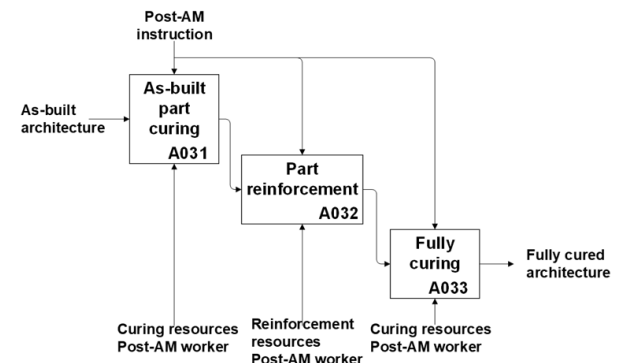 Post-AM
instruction
As-built
part
curing
A031
As-built
architecture
Part
reinforcement
A032
Fully
curing
A033
Fully cured
architecture
Curing resources
Post-AM worker
Reinforcement
resources
Post-AM worker
Curing resources
Post-AM worker